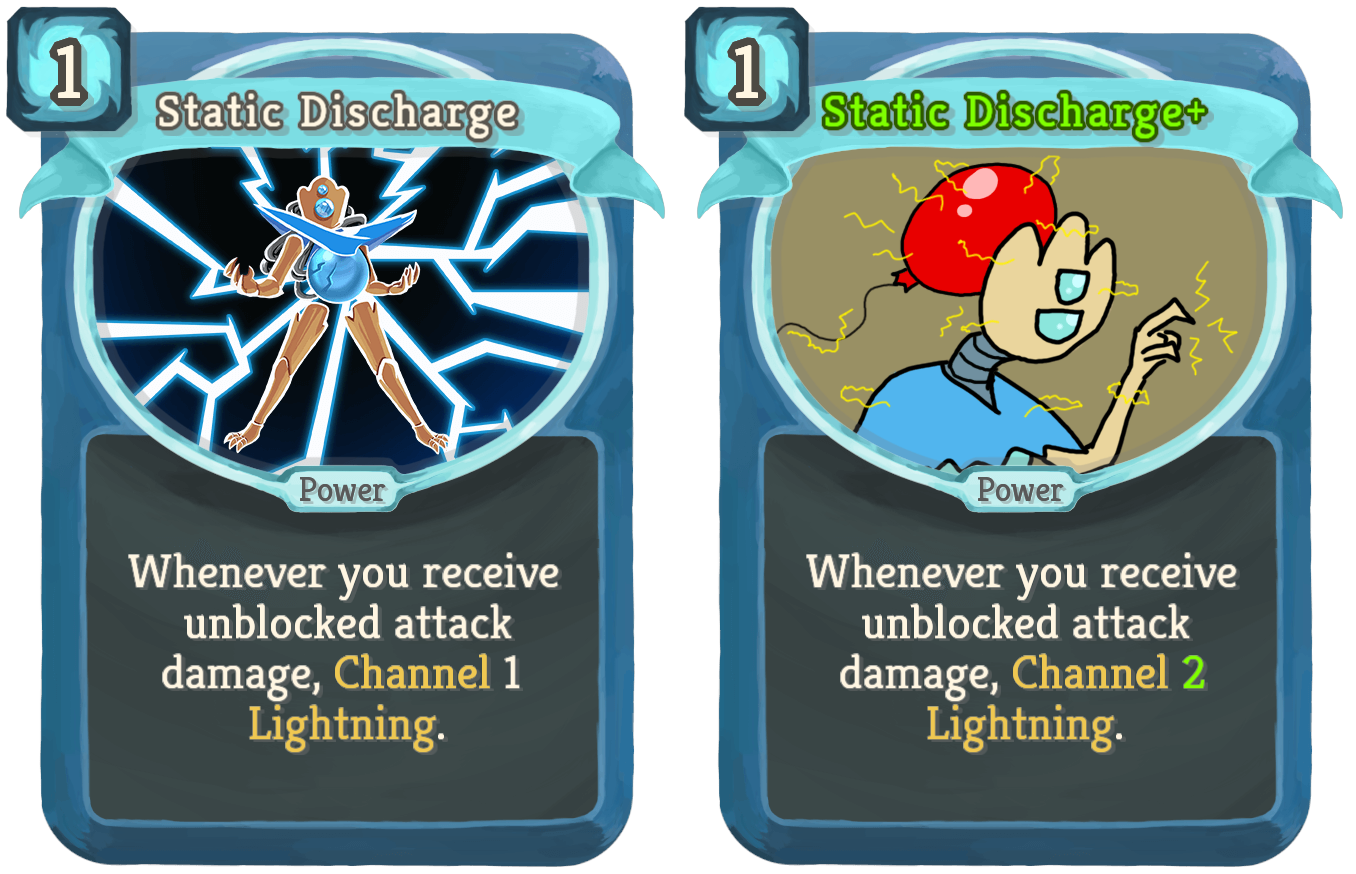 1
Static Discharge
Power
Whenever you receive
unblocked attack
damage, Channel 1
Lightning.
1
Static Discharge+
Power
Whenever you receive
unblocked attack
damage, Channel 2
Lightning.